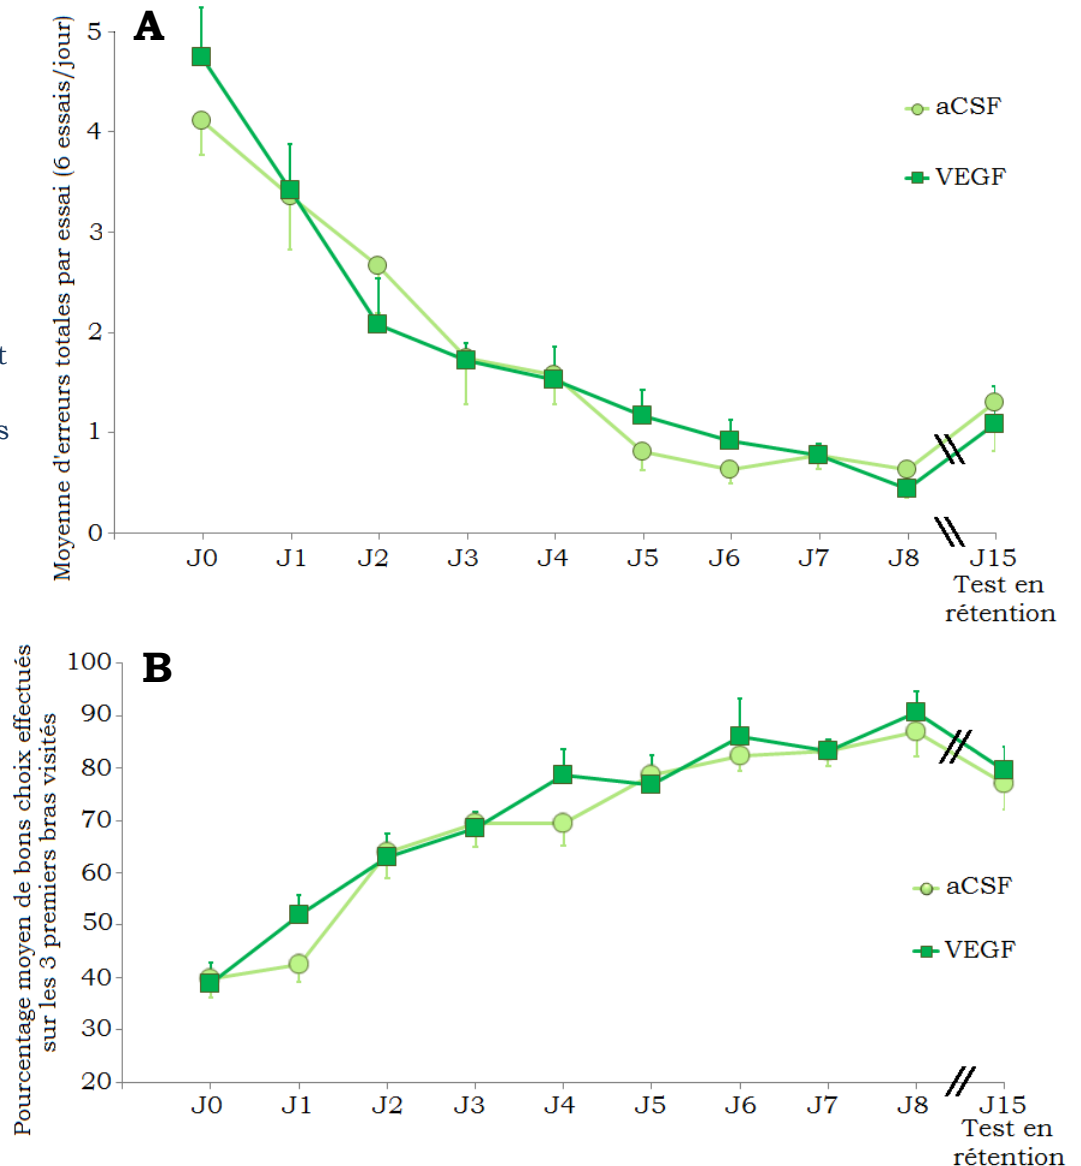 A
Moyenne d'erreurs totales par essai (6 essais/jour)
5
4
3
2
1
0
aCSF
VEGF
t
s
J0 J1 J2 J3 J4 J5 J6 J7 J8 J15
Test en
rétention
B
Pourcentage moyen de bons choix effectués
sur les 3 premiers bras visités
100
90
80
70
60
50
40
30
20
aCSF
VEGF
J0 J1 J2 J3 J4 J5 J6 J7 J8 J15
Test en
rétention